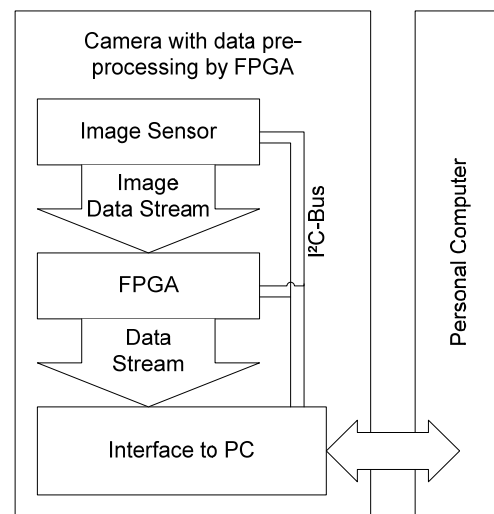 Camera with data pre-
processing by FPGA
Image Sensor
Image
Data Stream
I²C-Bus
FPGA
Data
Stream
Interface to PC
Personal Computer